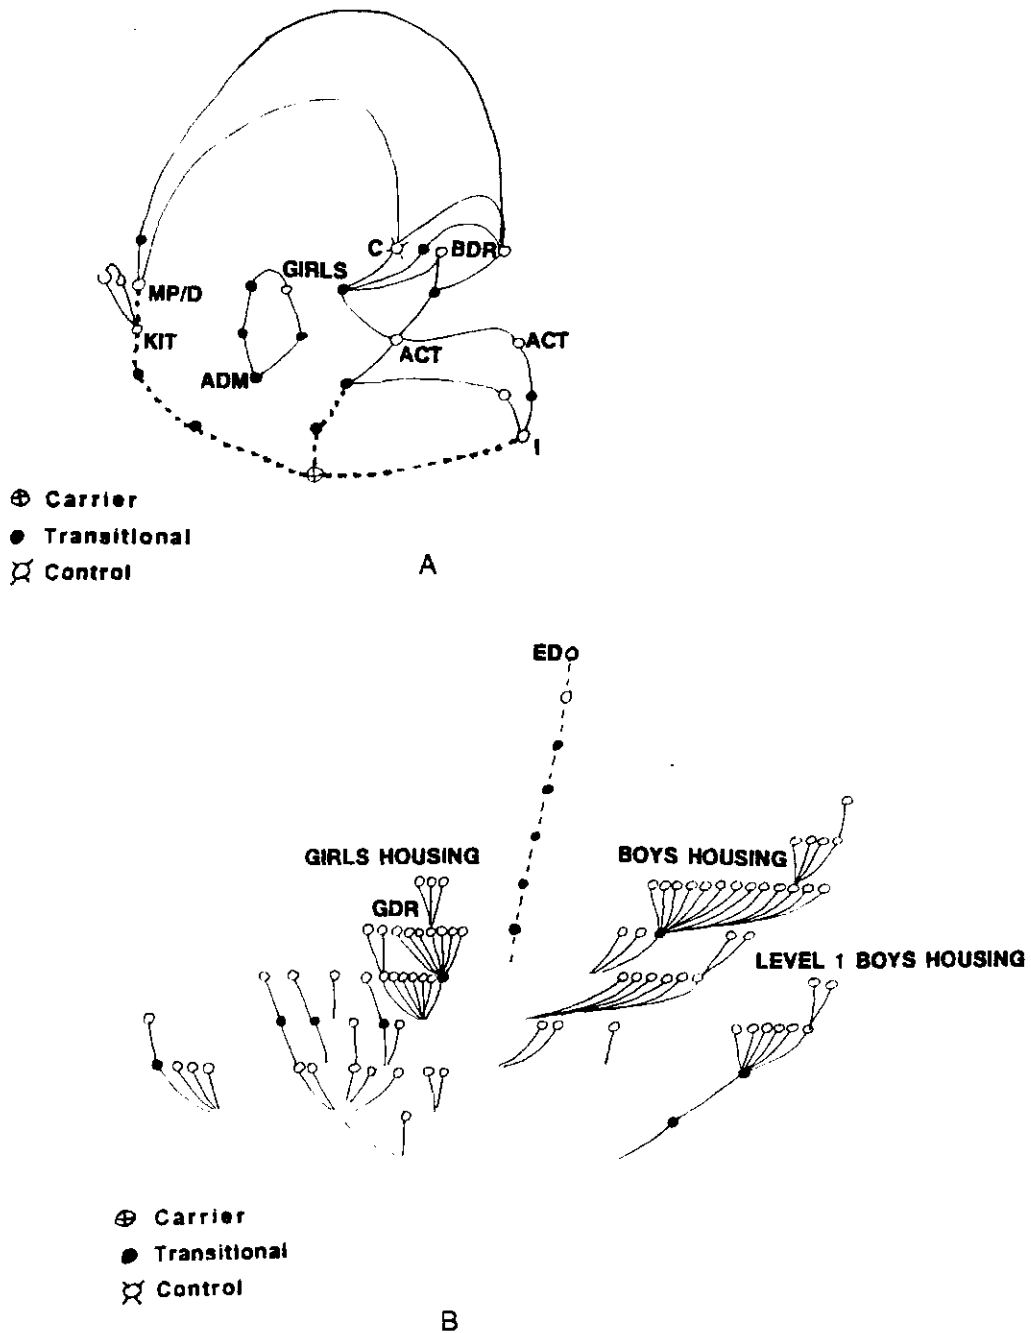 C
BDR
GIRLS
MP/D
KIT
ACT
ACT
ADM
I
Carrier
Transitional
Control
A
ED
GIRLS HOUSING
BOYS HOUSING
GDR
LEVEL 1 BOYS HOUSING
Carrier
Transitional
Control
B